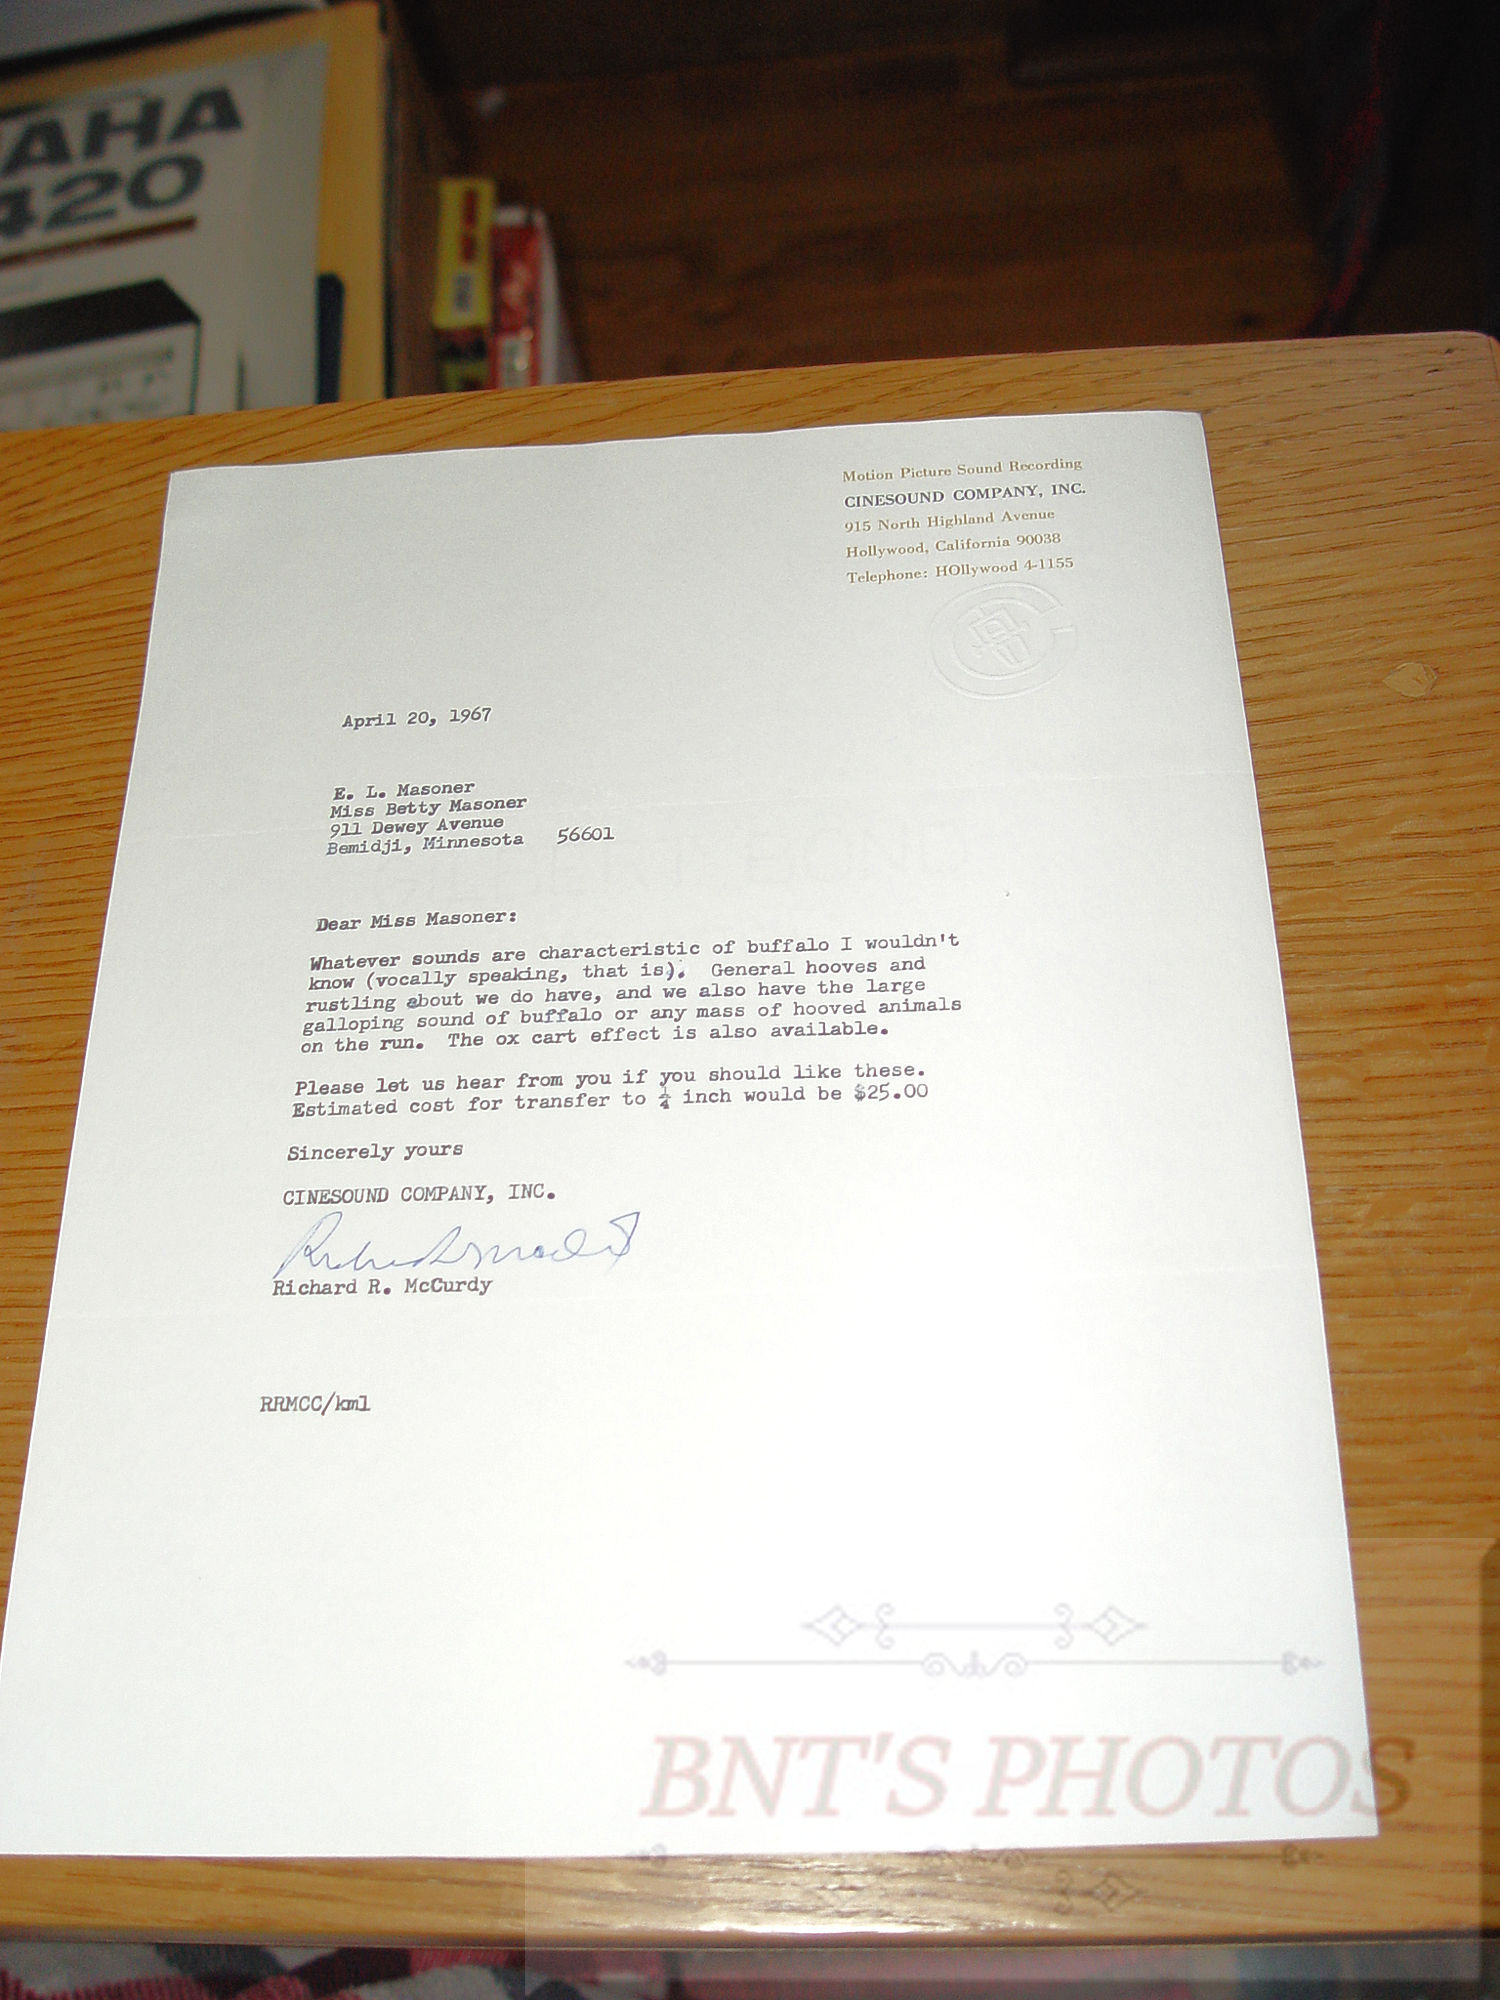 AHA
420
Motion Picture Sound Recording
CINESOUND COMPANY, INC.
915 North Highland Avenue
Hollywood, California 90038
Telephone: HOllywood 4-1155
April 20, 1967
E. L. Masoner
Miss Betty Masoner
911 Dewey Avenue
Bemidji, Minnesota 56601
Dear Miss Masoner:
Whatever sounds are characteristic of buffalo I wouldn't
know (vocally speaking, that is). General hooves and
rustling about we do have, and we also have the large
galloping sound of buffalo or any mass of hooved animals
on the run. The ox cart effect is also available.
Please let us hear from you if you should like these.
Estimated cost for transfer to ¼ inch would be $25.00
Sincerely yours
CINESOUND COMPANY, INC.
Richard R. McCurdy
RRMCC/kml
BNT'S PHOTOS